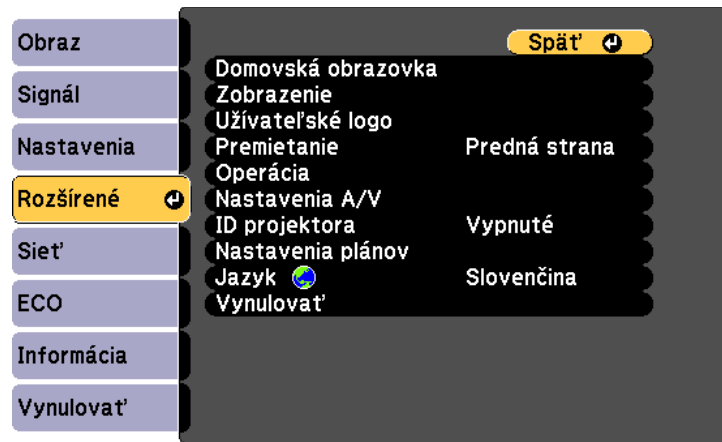 Obraz
Signál
Nastavenia
Rozšírené
Sieť
ECO
Informácia
Vynulovať
Späť
Domovská obrazovka
Zobrazenie
Užívateľské logo
Premietanie Predná strana
Operácia
Nastavenia A/V
ID projektora Vypnuté
Nastavenia plánov
Jazyk Slovenčina
Vynulovať